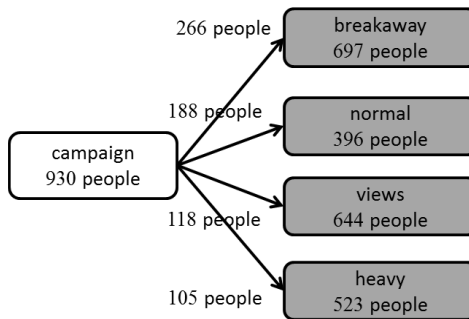 266 people
breakaway
697 people
188 people
normal
396 people
campaign
930 people
views
644 people
118 people
heavy
523 people
105 people